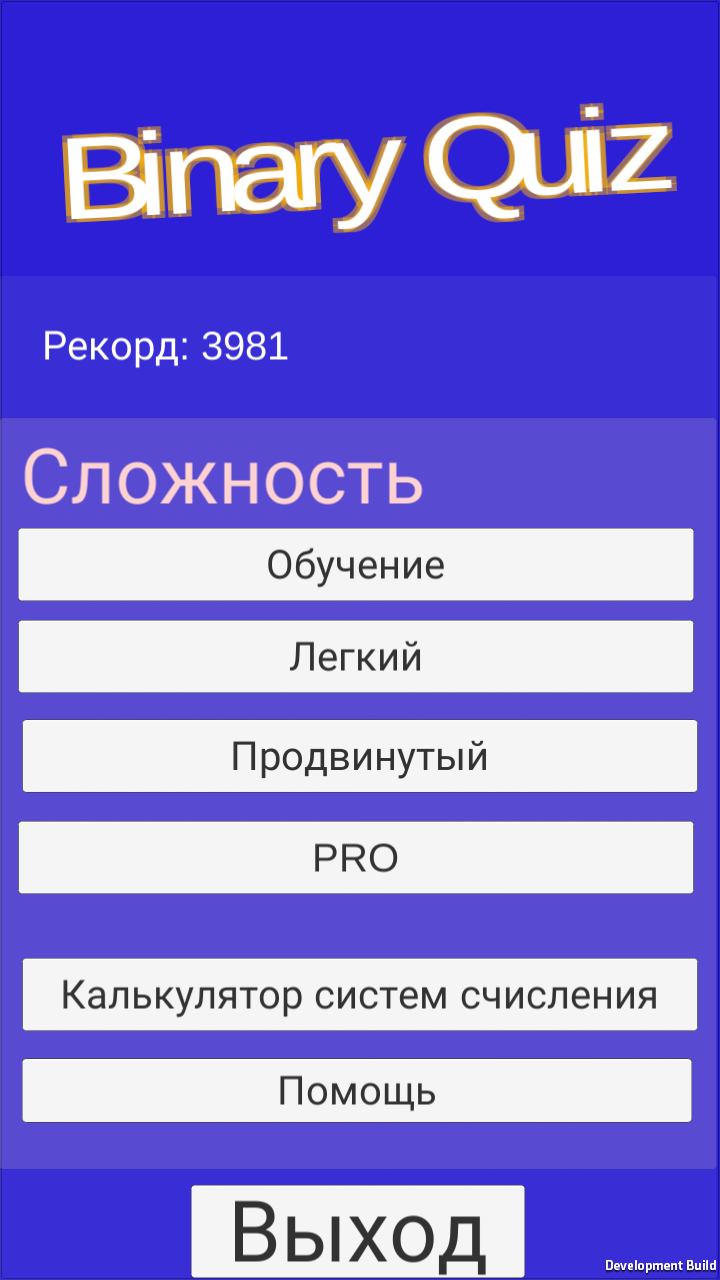 Binary Quiz
Рекорд: 3981
Сложность
Обучение
Легкий
Продвинутый
PRO
Калькулятор систем счисления
Помощь
Выход
Development Build